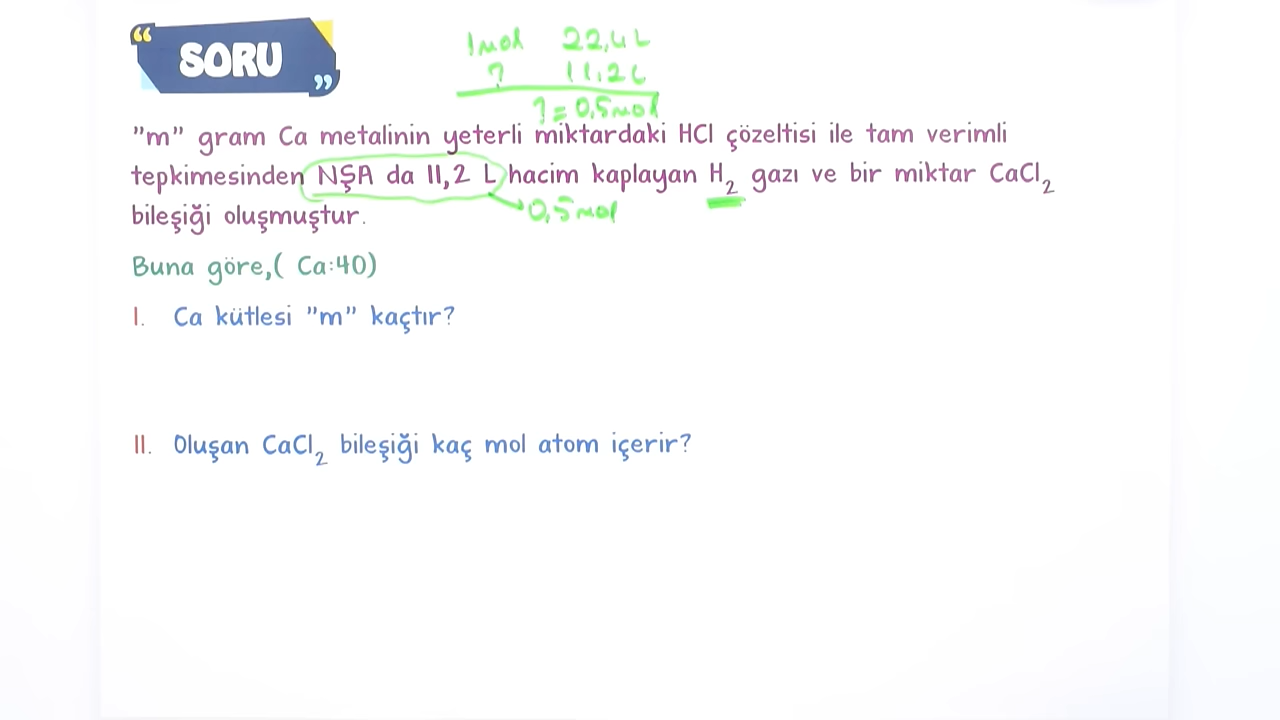 “
SORU
”
1mol 22,4L
? 11,2L
? = 0,5mol
"m" gram Ca metalinin yeterli miktardaki HCl çözeltisi ile tam verimli
tepkimesinden NŞA da 11,2 L hacim kaplayan H₂ gazı ve bir miktar CaCl₂
bileşiği oluşmuştur.
0,5mol
Buna göre,( Ca:40)
I. Ca kütlesi "m" kaçtır?
II. Oluşan CaCl₂ bileşiği kaç mol atom içerir?